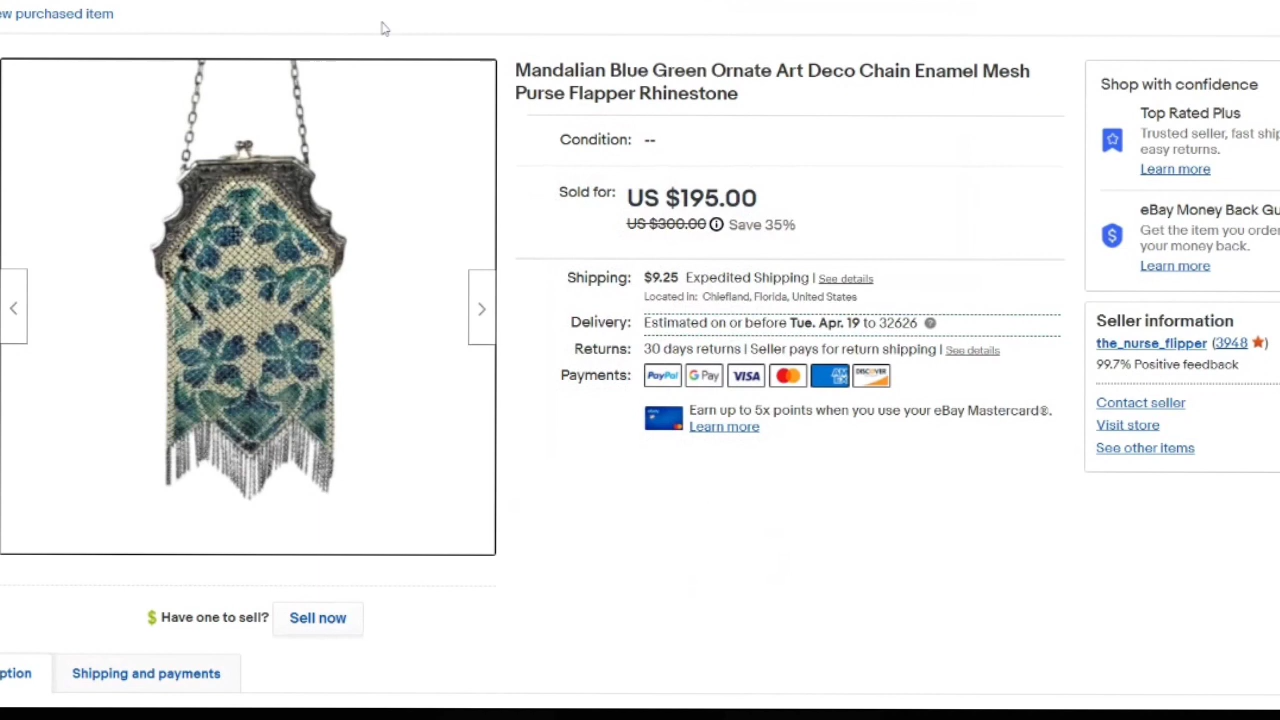 ew purchased item
Mandalian Blue Green Ornate Art Deco Chain Enamel Mesh
Purse Flapper Rhinestone
Condition: --
Sold for: US $195.00
US $300.00 Save 35%
Shipping: $9.25 Expedited Shipping | See details
Located in: Chiefland, Florida, United States
Delivery: Estimated on or before Tue. Apr. 19 to 32626
Returns: 30 days returns | Seller pays for return shipping | See details
Payments: PayPal G Pay VISA DISCOVER
Earn up to 5x points when you use your eBay Mastercard®.
Learn more
Shop with confidence
Top Rated Plus
Trusted seller, fast ship
easy returns.
Learn more
eBay Money Back Gu
Get the item you order
your money back.
Learn more
Seller information
the_nurse_flipper (3948 )
99.7% Positive feedback
Contact seller
Visit store
See other items
Have one to sell? Sell now
ption
Shipping and payments